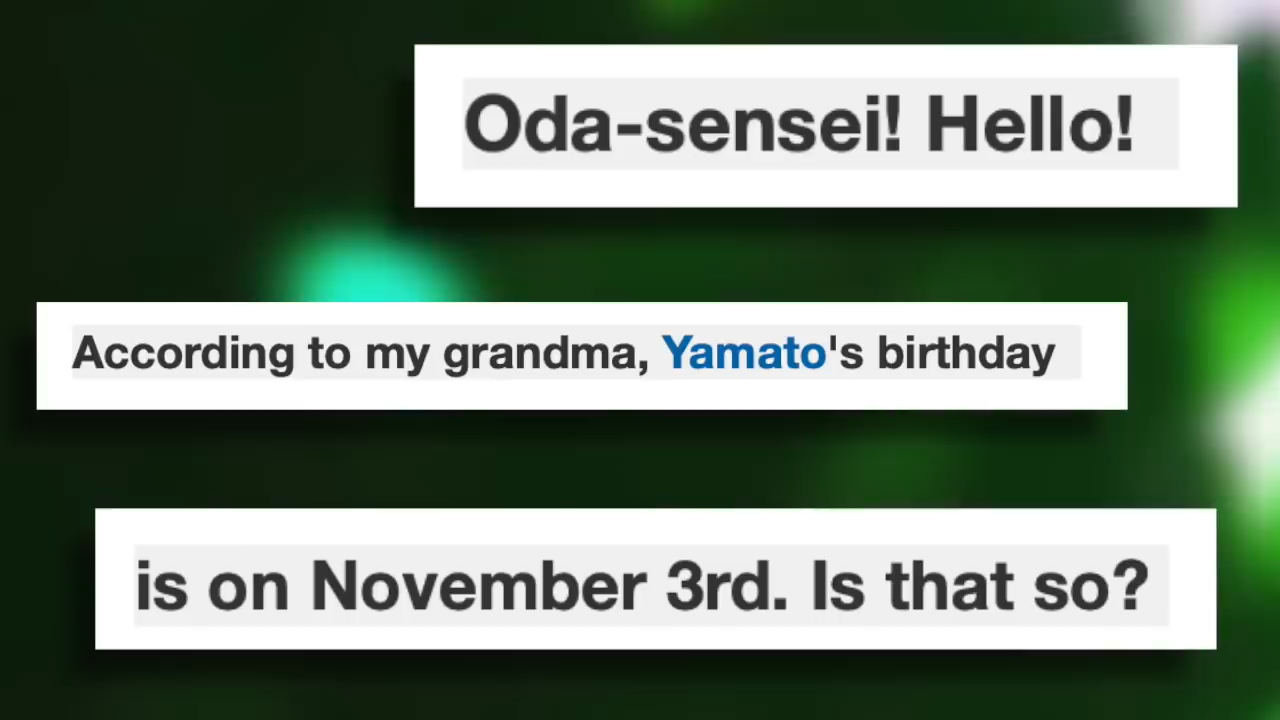 Oda-sensei! Hello!
According to my grandma, Yamato's birthday
is on November 3rd. Is that so?